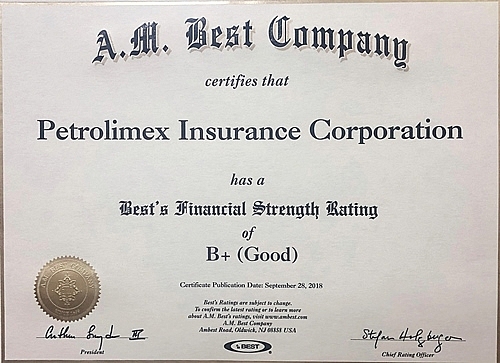 A.M. Best Company
certifies that
Petrolimex Insurance Corporation
has a
Best's Financial Strength Rating
of
B+ (Good)
Certificate Publication Date: September 28, 2018
Best's Ratings are subject to change.
To confirm the latest rating or to learn more
about A.M. Best's ratings, visit www.ambest.com
A.M. Best Company
Ambest Road, Oldwick, NJ 08858 USA
President
Chief Rating Officer
BEST